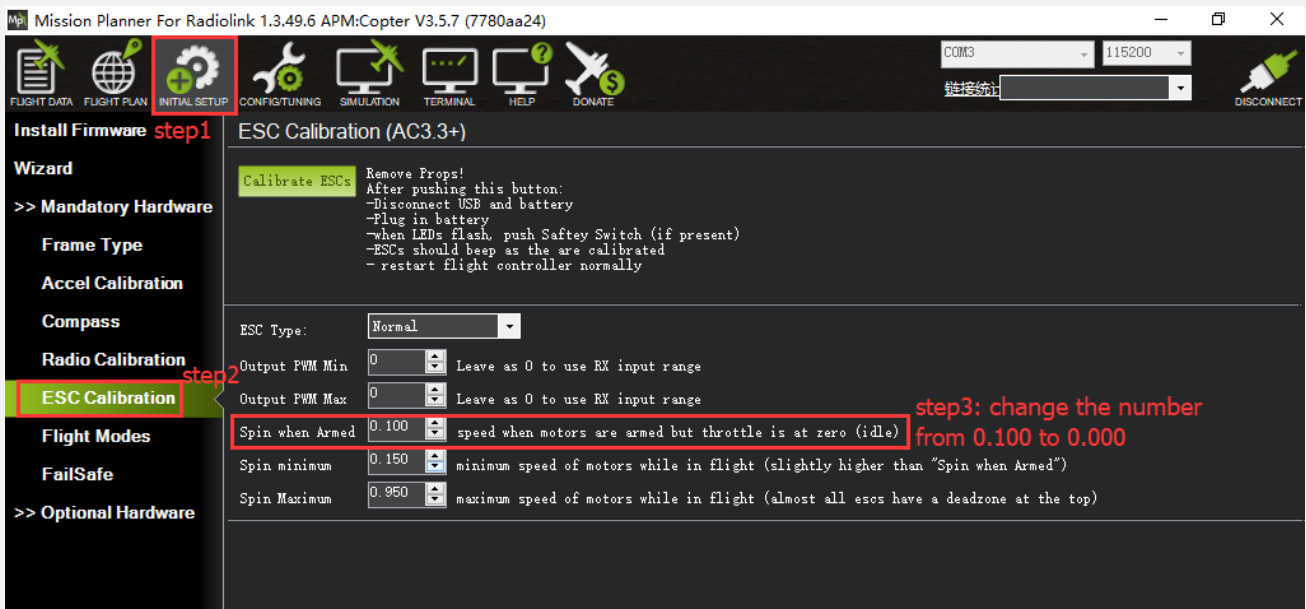 Mission Planner For Radiolink 1.3.49.6 APM:Copter V3.5.7 (7780aa24)
FLIGHT DATA FLIGHT PLAN INITIAL SETUP CONFIG/TUNING SIMULATION TERMINAL HELP DONATE
COM3 115200
链接统计
DISCONNECT
Install Firmware step1
Wizard
>> Mandatory Hardware
Frame Type
Accel Calibration
Compass
Radio Calibration
step2
ESC Calibration
Flight Modes
FailSafe
>> Optional Hardware
ESC Calibration (AC3.3+)
Calibrate ESCs
Remove Props!
After pushing this button:
-Disconnect USB and battery
-Plug in battery
-when LEDs flash, push Saftey Switch (if present)
-ESCs should beep as the are calibrated
- restart flight controller normally
ESC Type: Normal
Output PWM Min 0 Leave as 0 to use RX input range
Output PWM Max 0 Leave as 0 to use RX input range
Spin when Armed 0.100 speed when motors are armed but throttle is at zero (idle)
step3: change the number
from 0.100 to 0.000
Spin minimum 0.150 minimum speed of motors while in flight (slightly higher than "Spin when Armed")
Spin Maximum 0.950 maximum speed of motors while in flight (almost all escs have a deadzone at the top)